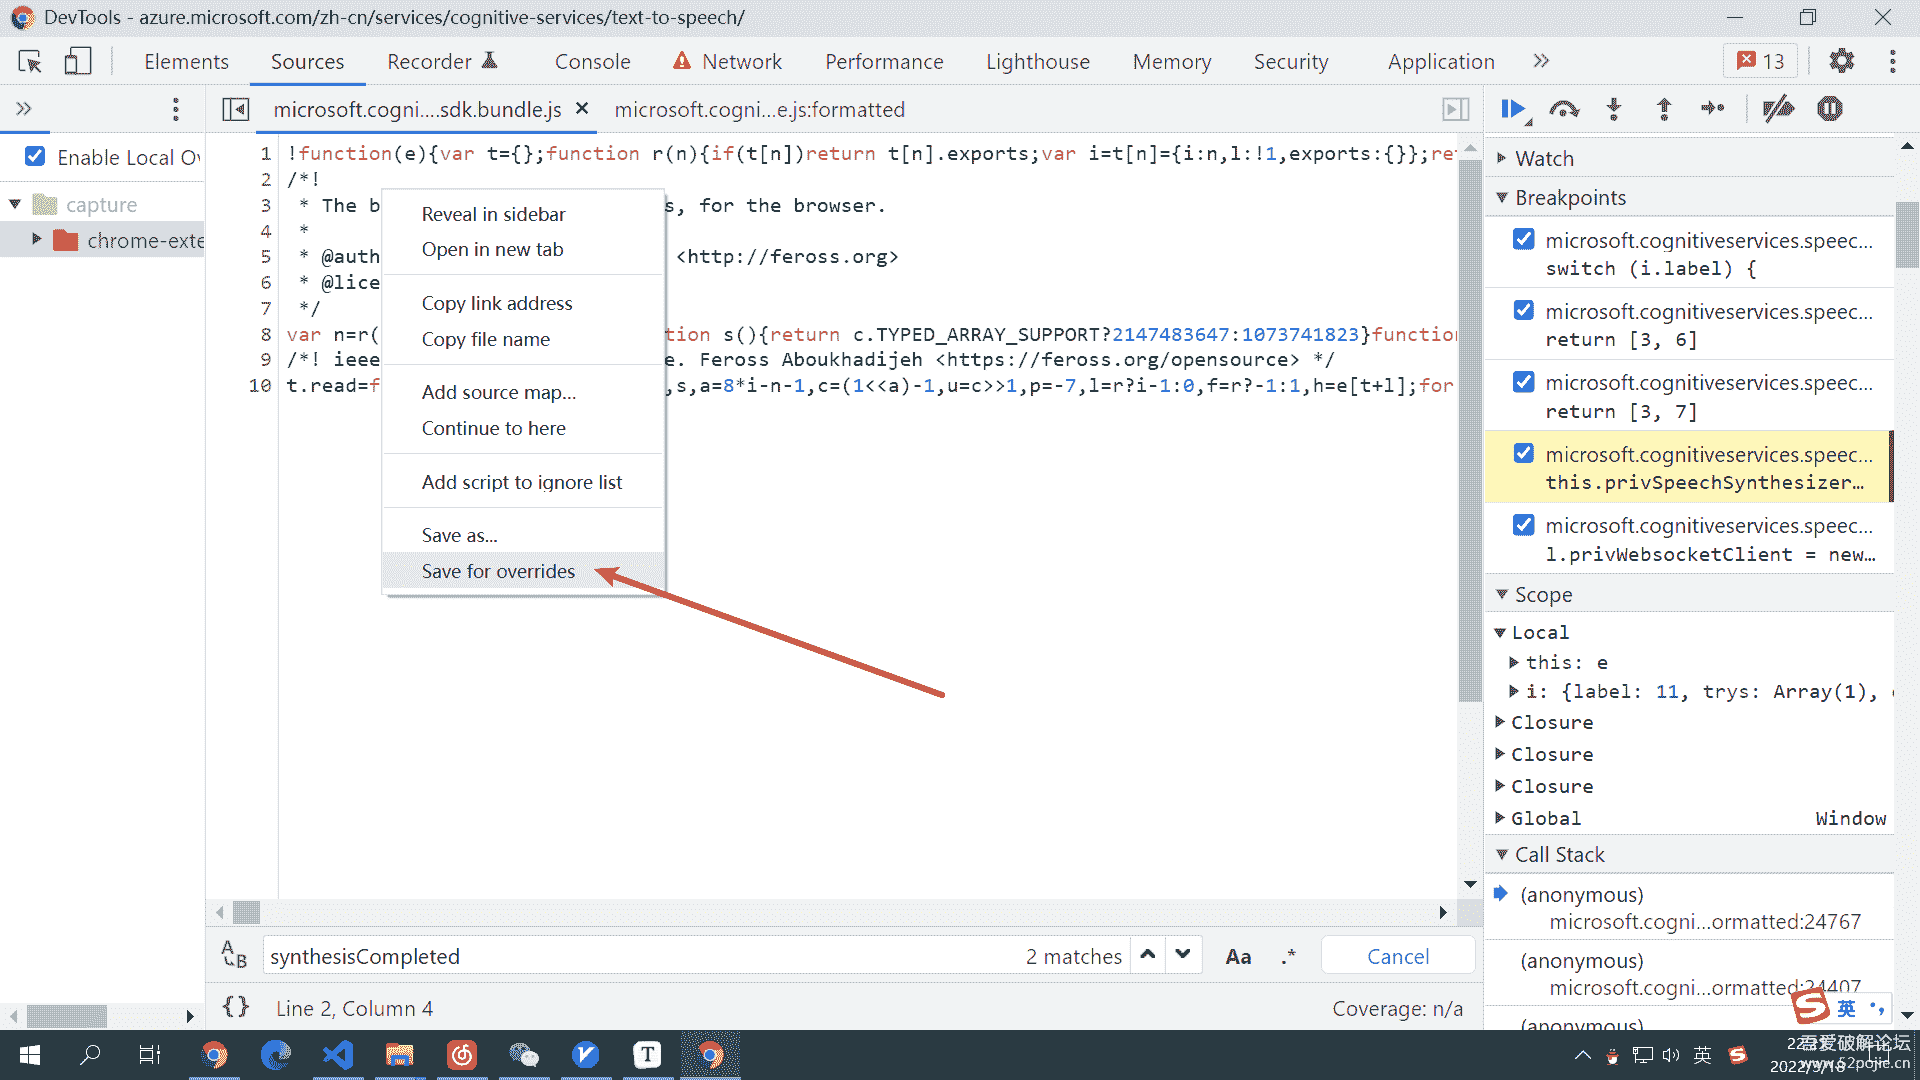 DevTools - azure.microsoft.com/zh-cn/services/cognitive-services/text-to-speech/
Elements
Sources
Recorder
Console
Network
Performance
Lighthouse
Memory
Security
Application
13
microsoft.cogni....sdk.bundle.js
microsoft.cogni...e.js:formatted
Enable Local Ov
capture
chrome-exte
1 !function(e){var t={};function r(n){if(t[n])return t[n].exports;var i=t[n]={i:n,l:!1,exports:{}};re
2 /*!
3 * The b s, for the browser.
4 *
5 * @auth <http://feross.org>
6 * @lice
7 */
8 var n=r( tion s(){return c.TYPED_ARRAY_SUPPORT?2147483647:1073741823}function
9 /*! ieee e. Feross Aboukhadijeh <https://feross.org/opensource> */
10 t.read=f ,s,a=8*i-n-1,c=(1<<a)-1,u=c>>1,p=-7,l=r?i-1:0,f=r?-1:1,h=e[t+l];for
Reveal in sidebar
Open in new tab
Copy link address
Copy file name
Add source map...
Continue to here
Add script to ignore list
Save as...
Save for overrides
synthesisCompleted
2 matches
Aa
.*
Cancel
{}
Line 2, Column 4
Coverage: n/a
Watch
Breakpoints
microsoft.cognitiveservices.speec...
switch (i.label) {
microsoft.cognitiveservices.speec...
return [3, 6]
microsoft.cognitiveservices.speec...
return [3, 7]
microsoft.cognitiveservices.speec...
this.privSpeechSynthesizer…
microsoft.cognitiveservices.speec...
l.privWebsocketClient = new…
Scope
Local
this: e
i: {label: 11, trys: Array(1),
Closure
Closure
Closure
Global Window
Call Stack
(anonymous)
microsoft.cogni...ormatted:24767
(anonymous)
microsoft.cogni...ormatted:24407
(anonymous)
英
英
吾爱破解论坛
www.52pojie.cn